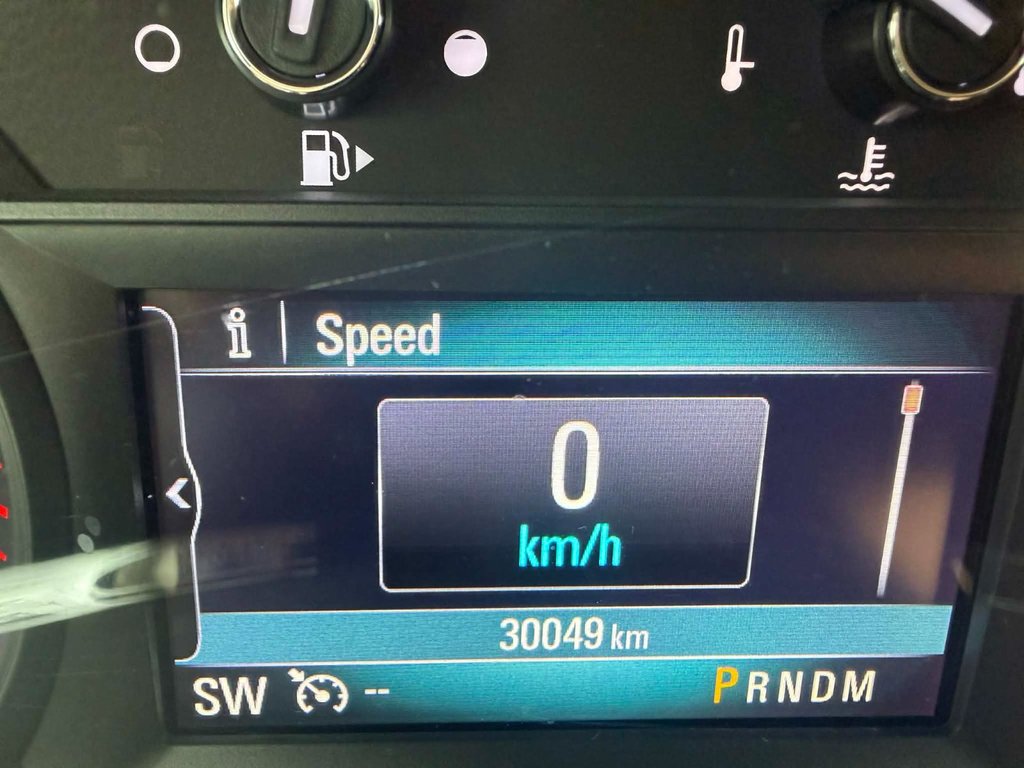 i Speed
0
km/h
30049 km
SW -- PRNDM